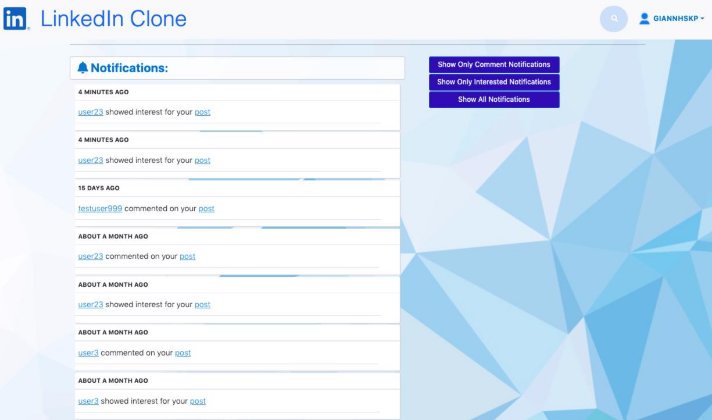 in LinkedIn Clone
GIANNHSKP
Notifications:
Show Only Comment Notifications
Show Only Interested Notifications
Show All Notifications
4 MINUTES AGO
user23 showed interest for your post
4 MINUTES AGO
user23 showed interest for your post
15 DAYS AGO
testuser999 commented on your post
ABOUT A MONTH AGO
user23 commented on your post
ABOUT A MONTH AGO
user23 showed interest for your post
ABOUT A MONTH AGO
user3 commented on your post
ABOUT A MONTH AGO
user3 showed interest for your post